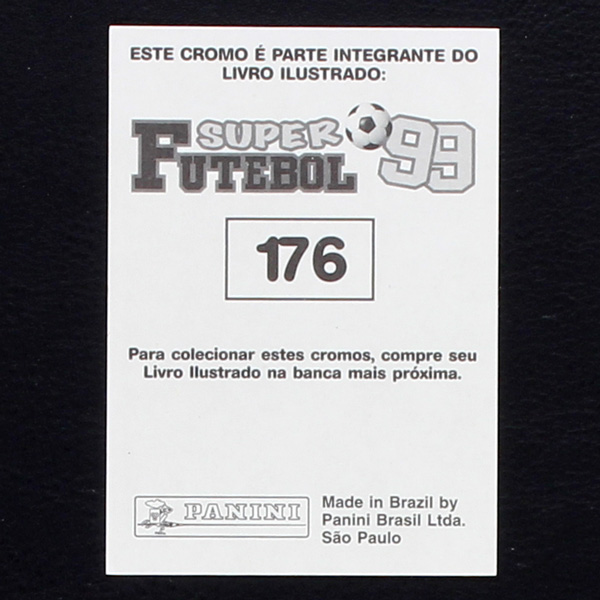 ESTE CROMO É PARTE INTEGRANTE DO
LIVRO ILUSTRADO:
SUPER
FUTEBOL 99
176
Para colecionar estes cromos, compre seu
Livro Ilustrado na banca mais próxima.
PANINI
Made in Brazil by
Panini Brasil Ltda.
São Paulo